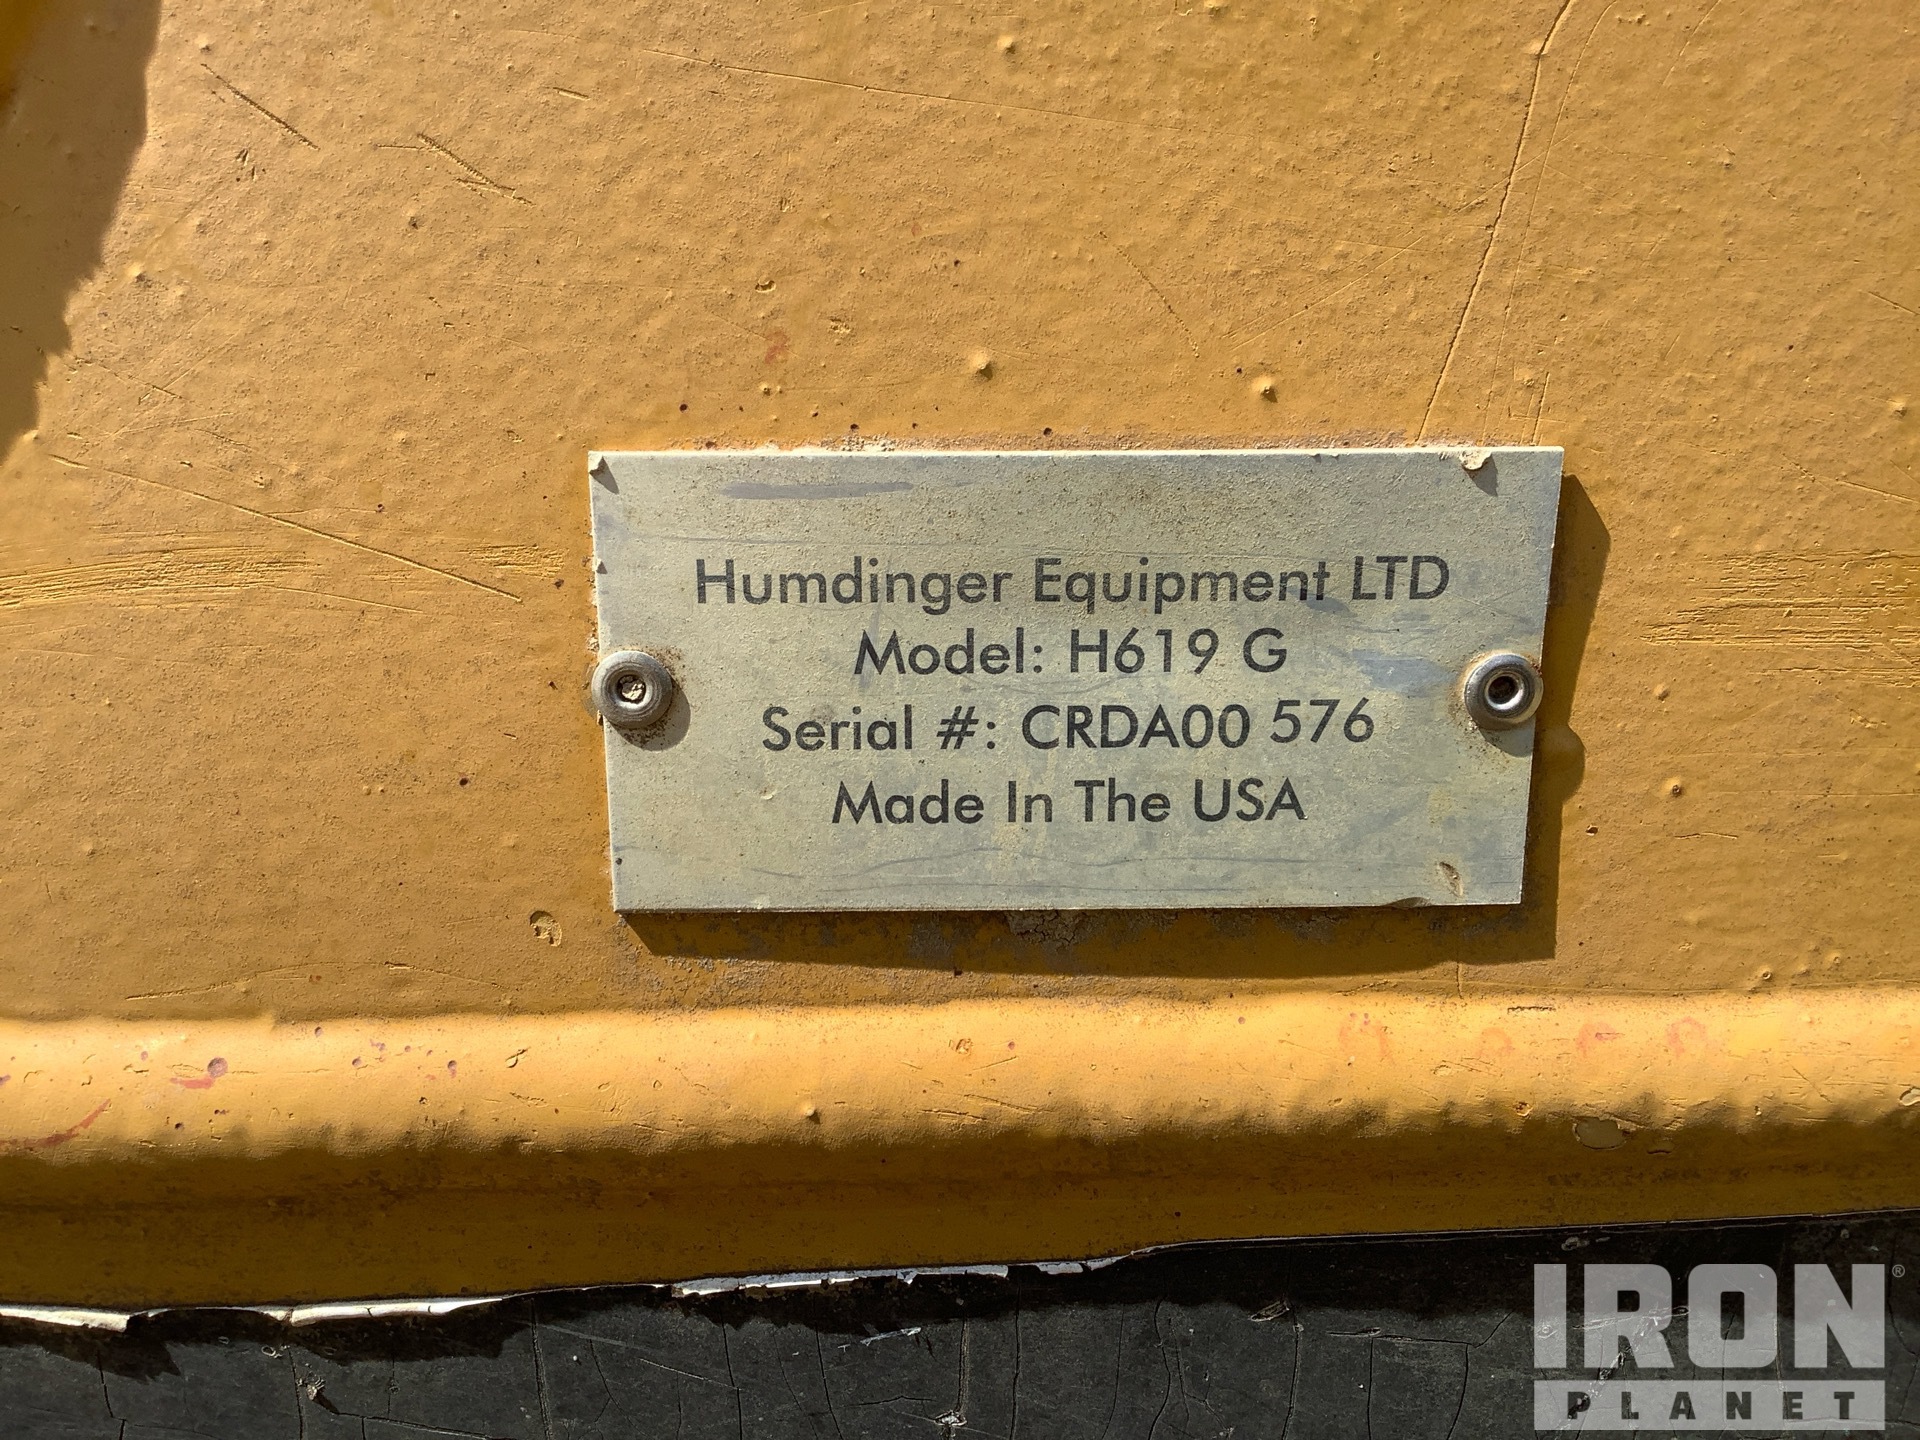 Humdinger Equipment LTD
Model: H619 G
Serial #: CRDA00 576
Made In The USA
IRON®
PLANET